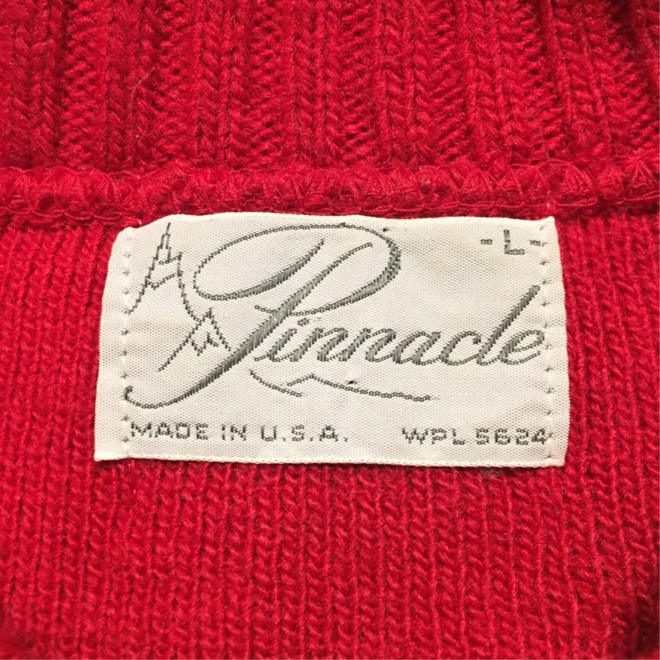 -L-
Pinnacle
MADE IN U.S.A. WPL 5624